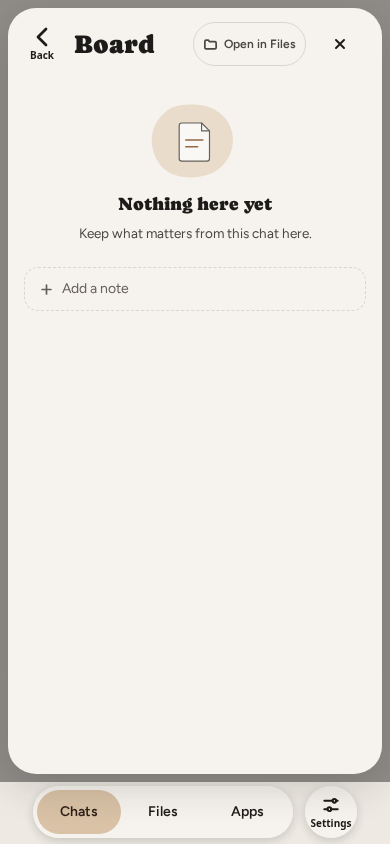 Back
Board
Open in Files
Nothing here yet
Keep what matters from this chat here.
Add a note
Chats
Files
Apps
Settings